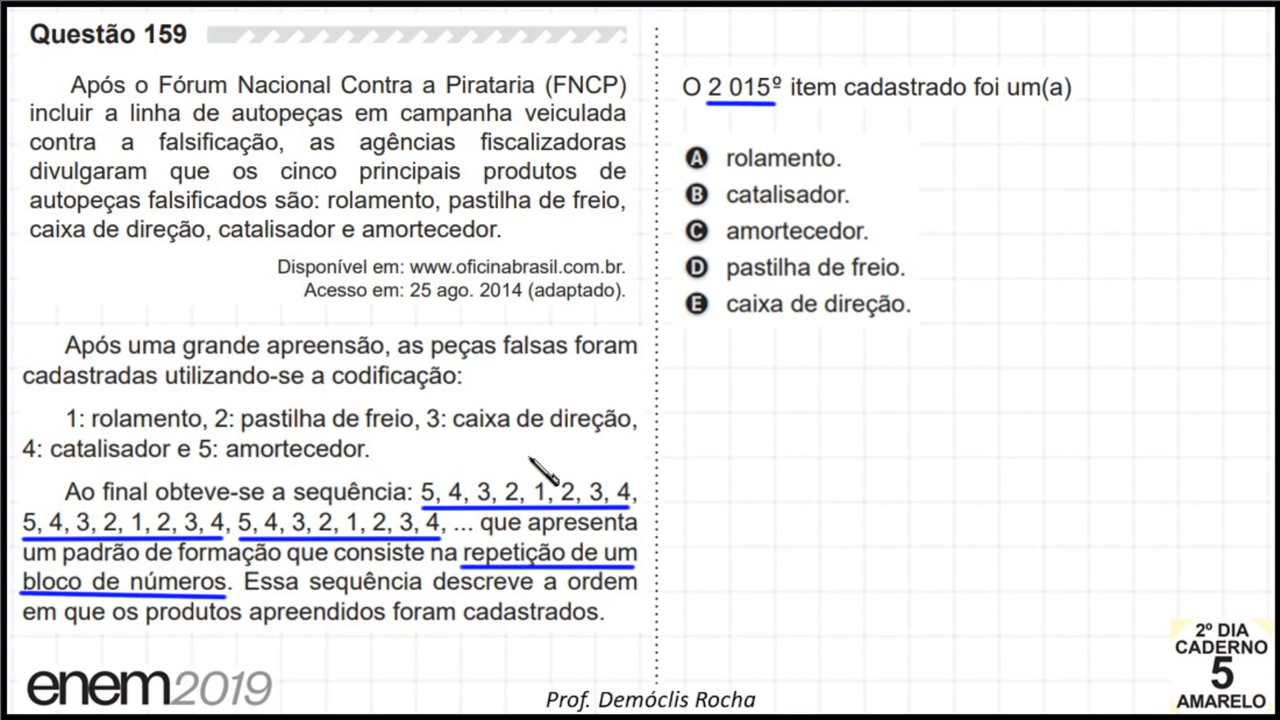 Questão 159
Após o Fórum Nacional Contra a Pirataria (FNCP)
incluir a linha de autopeças em campanha veiculada
contra a falsificação, as agências fiscalizadoras
divulgaram que os cinco principais produtos de
autopeças falsificados são: rolamento, pastilha de freio,
caixa de direção, catalisador e amortecedor.
Disponível em: www.oficinabrasil.com.br.
Acesso em: 25 ago. 2014 (adaptado).
Após uma grande apreensão, as peças falsas foram
cadastradas utilizando-se a codificação:
1: rolamento, 2: pastilha de freio, 3: caixa de direção,
4: catalisador e 5: amortecedor.
Ao final obteve-se a sequência: 5, 4, 3, 2, 1, 2, 3, 4,
5, 4, 3, 2, 1, 2, 3, 4, 5, 4, 3, 2, 1, 2, 3, 4, ... que apresenta
um padrão de formação que consiste na repetição de um
bloco de números. Essa sequência descreve a ordem
em que os produtos apreendidos foram cadastrados.
O 2 015º item cadastrado foi um(a)
A rolamento.
B catalisador.
C amortecedor.
D pastilha de freio.
E caixa de direção.
enem2019
Prof. Demóclis Rocha
2º DIA
CADERNO
5
AMARELO